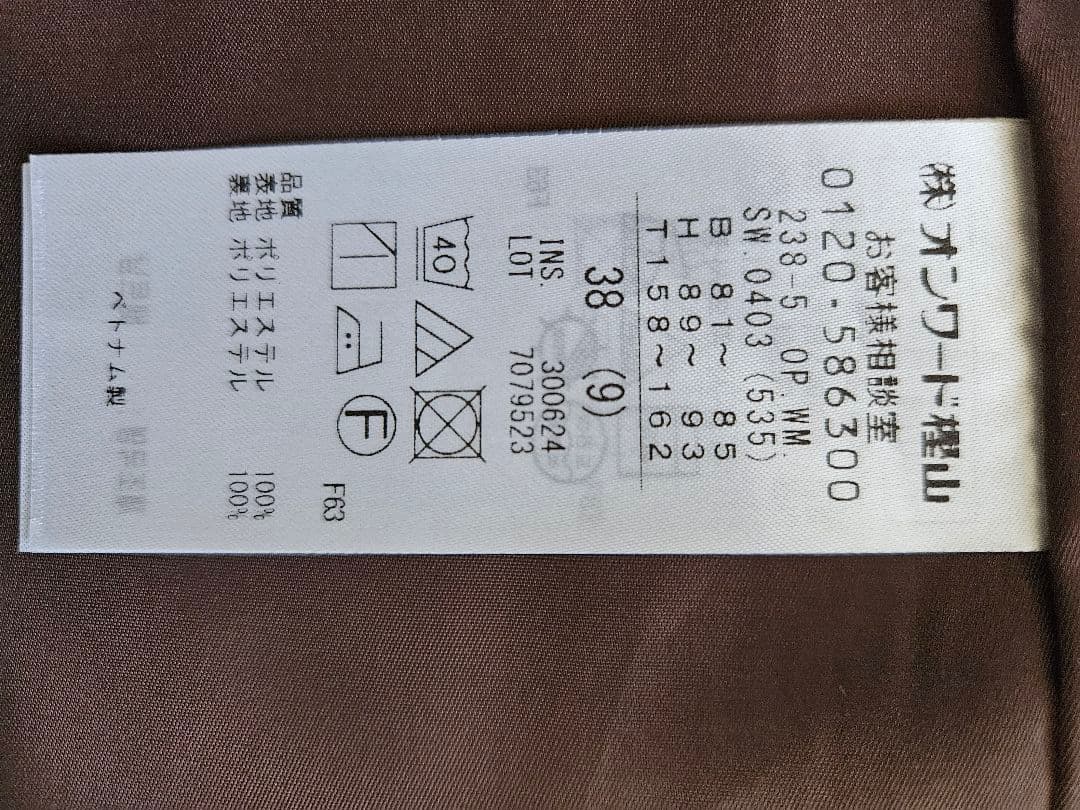 ㈱オンワード樫山
お客様相談室
0120・586300
238-5 OP.WM.
SW.0403 (535)
B 81～ 85
H 89～ 93
T158～162
38 (9)
INS. 300624
LOT 7079523
40
F
F63
品質
表地 ポリエステル 100%
裏地 ポリエステル 100%
ベトナム製